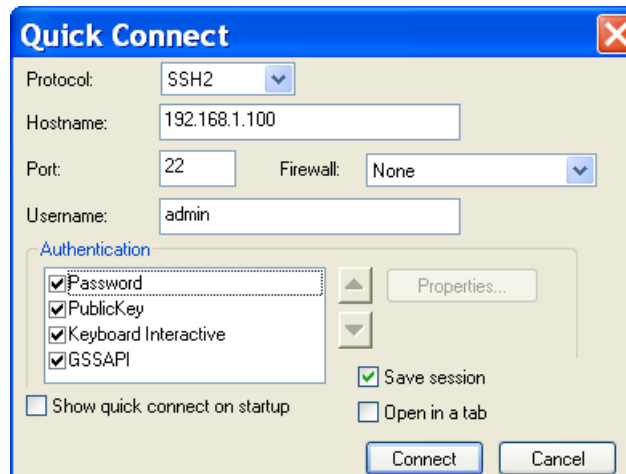 Quick Connect
Protocol: SSH2
Hostname: 192.168.1.100
Port: 22 Firewall: None
Username: admin
Authentication
Password
PublicKey
Keyboard Interactive
GSSAPI
Properties...
Save session
Show quick connect on startup
Open in a tab
Connect Cancel